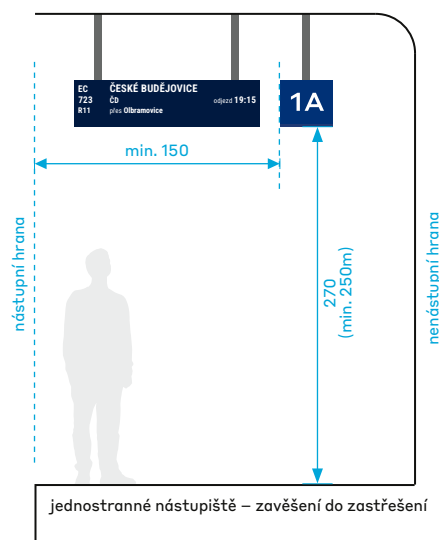 EC ČESKÉ BUDĚJOVICE
723 ČD odjezd 19:15
R11 přes Olbramovice
1A
min. 150
nástupní hrana
270
(min. 250m)
nenástupní hrana
jednostranné nástupiště – zavěšení do zastřešení